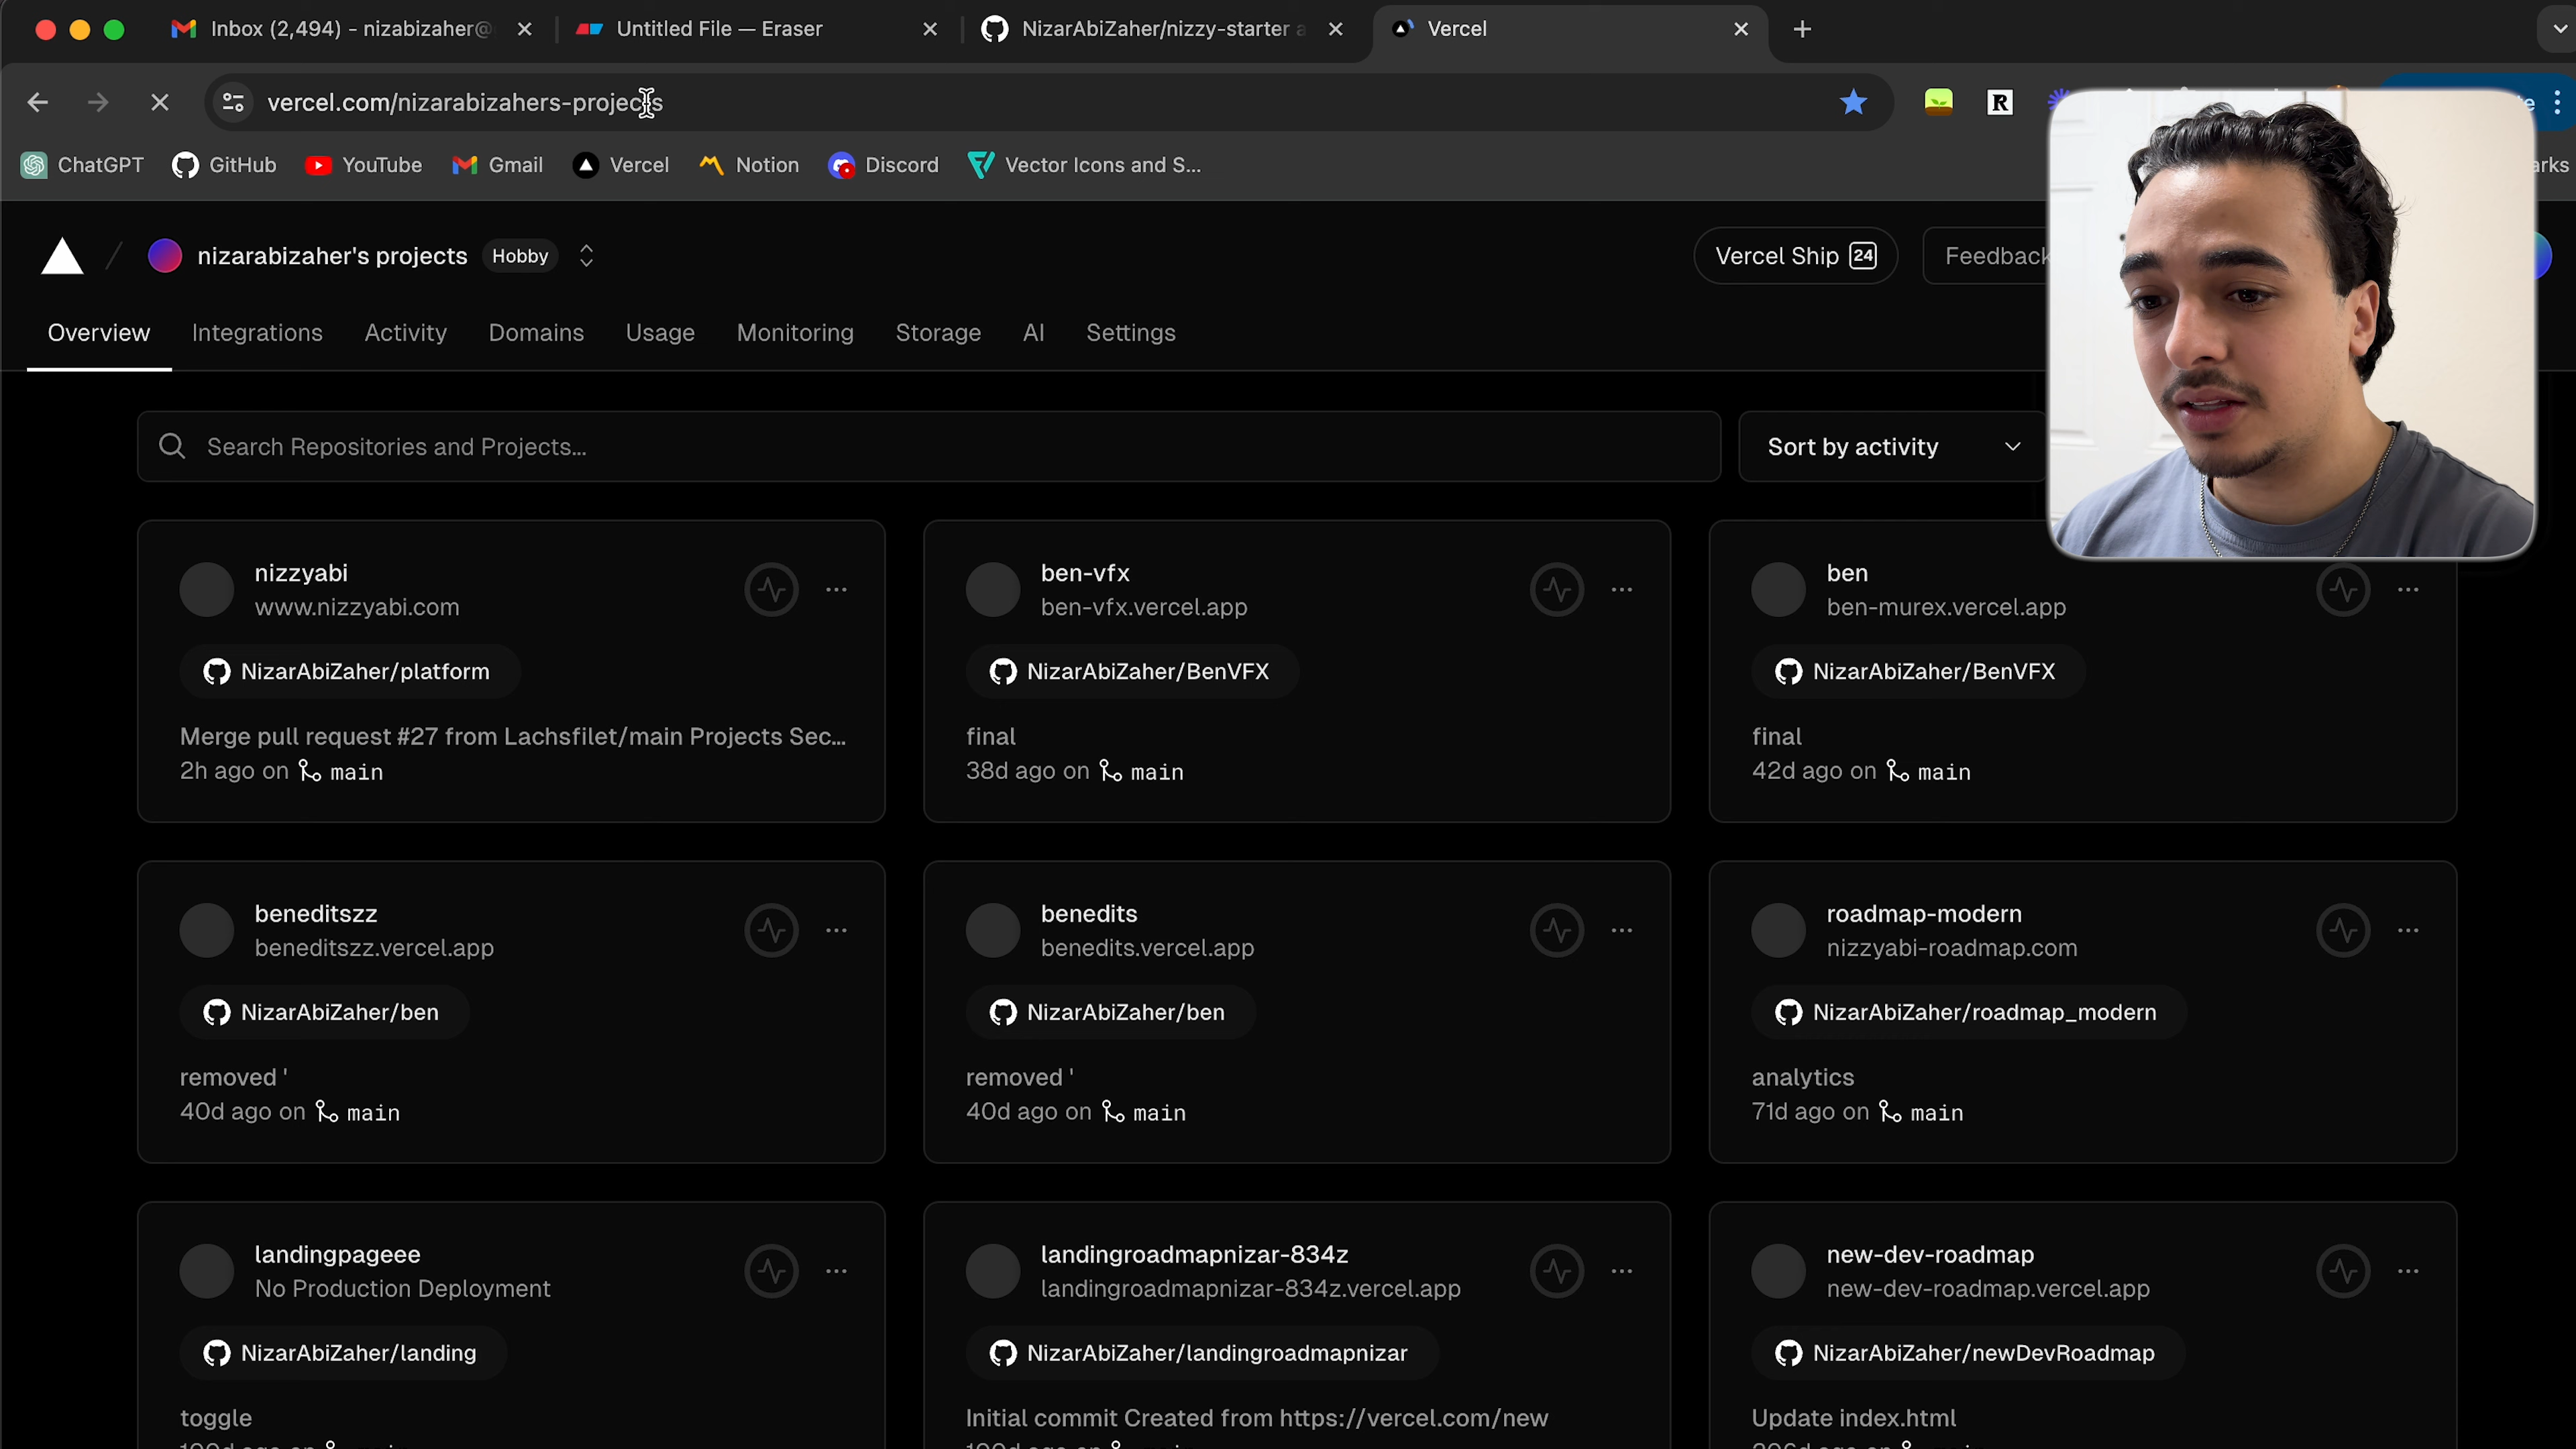 Inbox (2,494) - nizabizaher@
Untitled File — Eraser
NizarAbiZaher/nizzy-starter
Vercel
vercel.com/nizarabizahers-projects
R
ChatGPT
GitHub
YouTube
Gmail
Vercel
Notion
Discord
Vector Icons and S...
nizarabizaher's projects
Hobby
Vercel Ship 24
Feedback
Overview
Integrations
Activity
Domains
Usage
Monitoring
Storage
AI
Settings
Search Repositories and Projects...
Sort by activity
nizzyabi
www.nizzyabi.com
NizarAbiZaher/platform
Merge pull request #27 from Lachsfilet/main Projects Sec...
2h ago on main
ben-vfx
ben-vfx.vercel.app
NizarAbiZaher/BenVFX
final
38d ago on main
ben
ben-murex.vercel.app
NizarAbiZaher/BenVFX
final
42d ago on main
beneditszz
beneditszz.vercel.app
NizarAbiZaher/ben
removed '
40d ago on main
benedits
benedits.vercel.app
NizarAbiZaher/ben
removed '
40d ago on main
roadmap-modern
nizzyabi-roadmap.com
NizarAbiZaher/roadmap_modern
analytics
71d ago on main
landingpageee
No Production Deployment
NizarAbiZaher/landing
toggle
landingroadmapnizar-834z
landingroadmapnizar-834z.vercel.app
NizarAbiZaher/landingroadmapnizar
Initial commit Created from https://vercel.com/new
new-dev-roadmap
new-dev-roadmap.vercel.app
NizarAbiZaher/newDevRoadmap
Update index.html